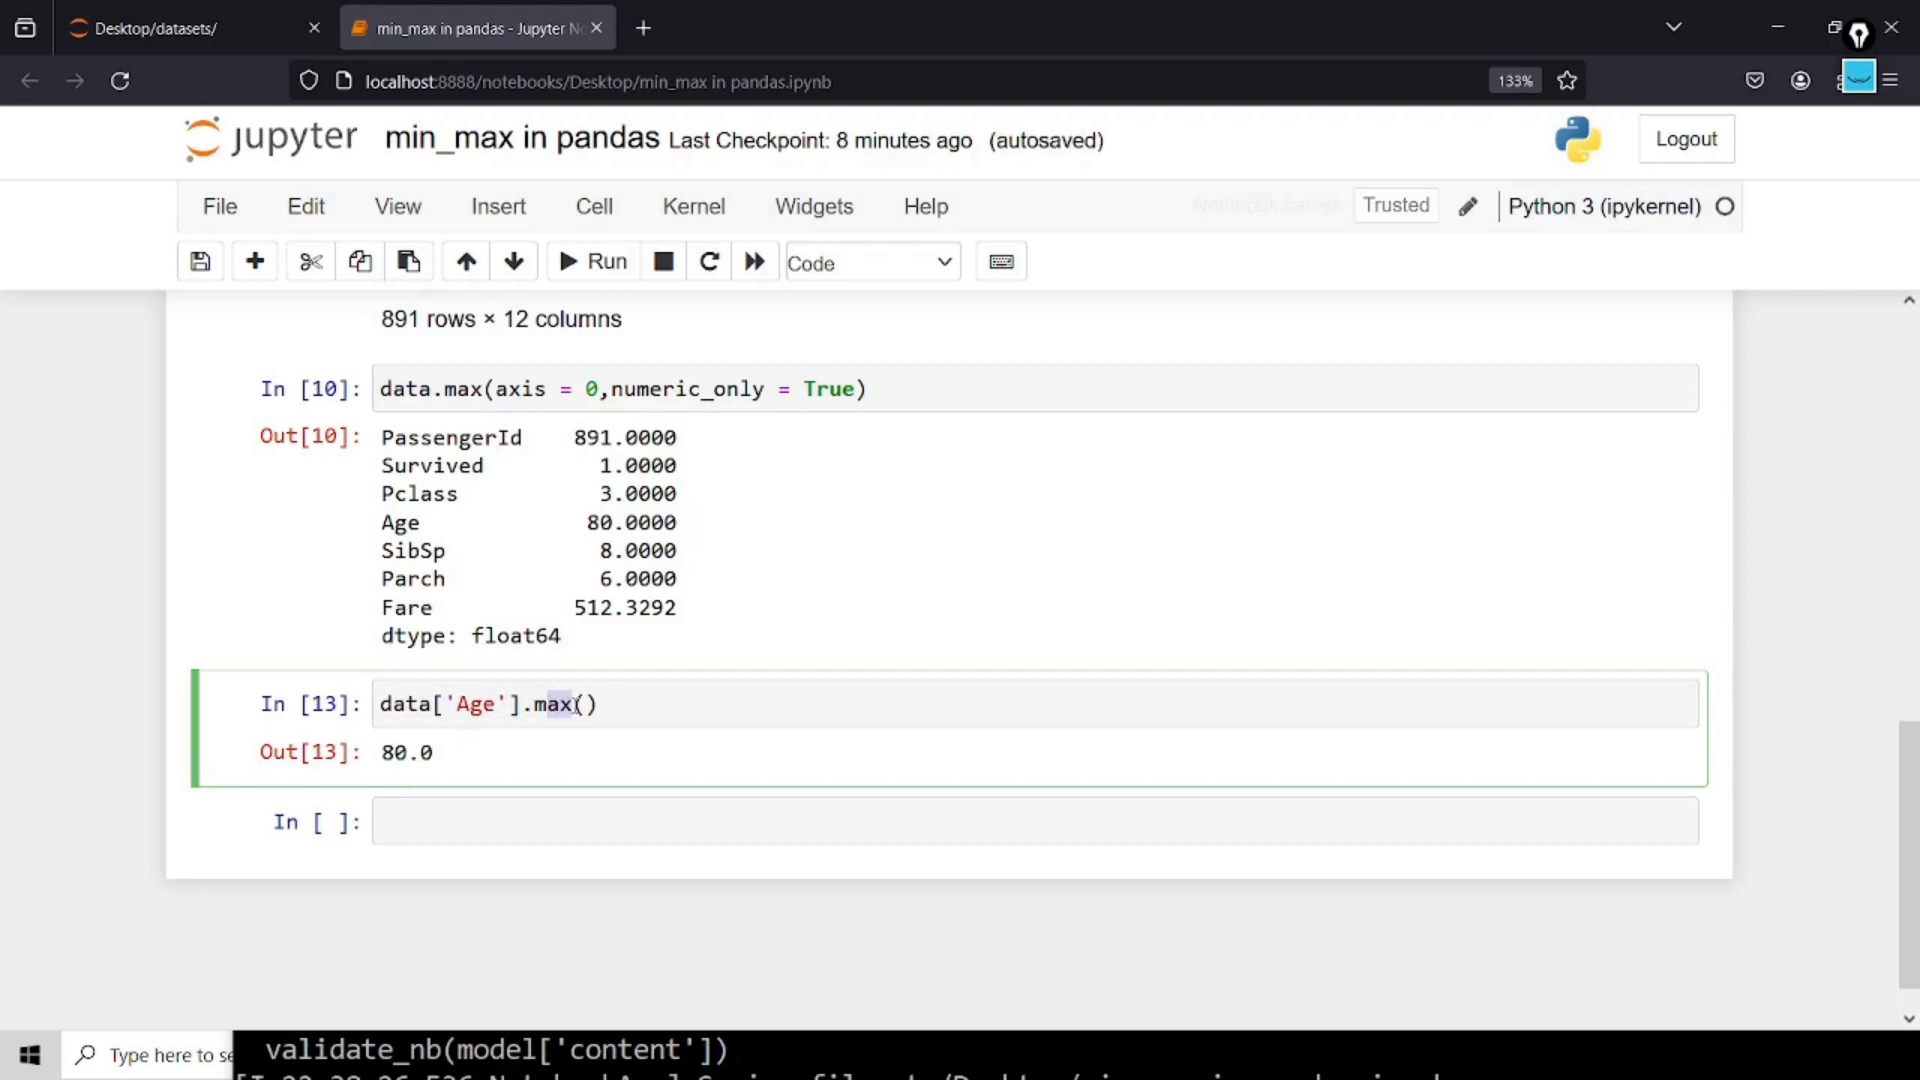 Desktop/datasets/
min_max in pandas - Jupyter No
localhost:8888/notebooks/Desktop/min_max in pandas.ipynb
133%
jupyter min_max in pandas Last Checkpoint: 8 minutes ago (autosaved)
Logout
File Edit View Insert Cell Kernel Widgets Help
Notebook saved
Trusted
Python 3 (ipykernel)
Run
Code
891 rows × 12 columns
In [10]: data.max(axis = 0,numeric_only = True)
Out[10]: PassengerId 891.0000
Survived 1.0000
Pclass 3.0000
Age 80.0000
SibSp 8.0000
Parch 6.0000
Fare 512.3292
dtype: float64
In [13]: data['Age'].max()
Out[13]: 80.0
In [ ]:
Type here to se
validate_nb(model['content'])